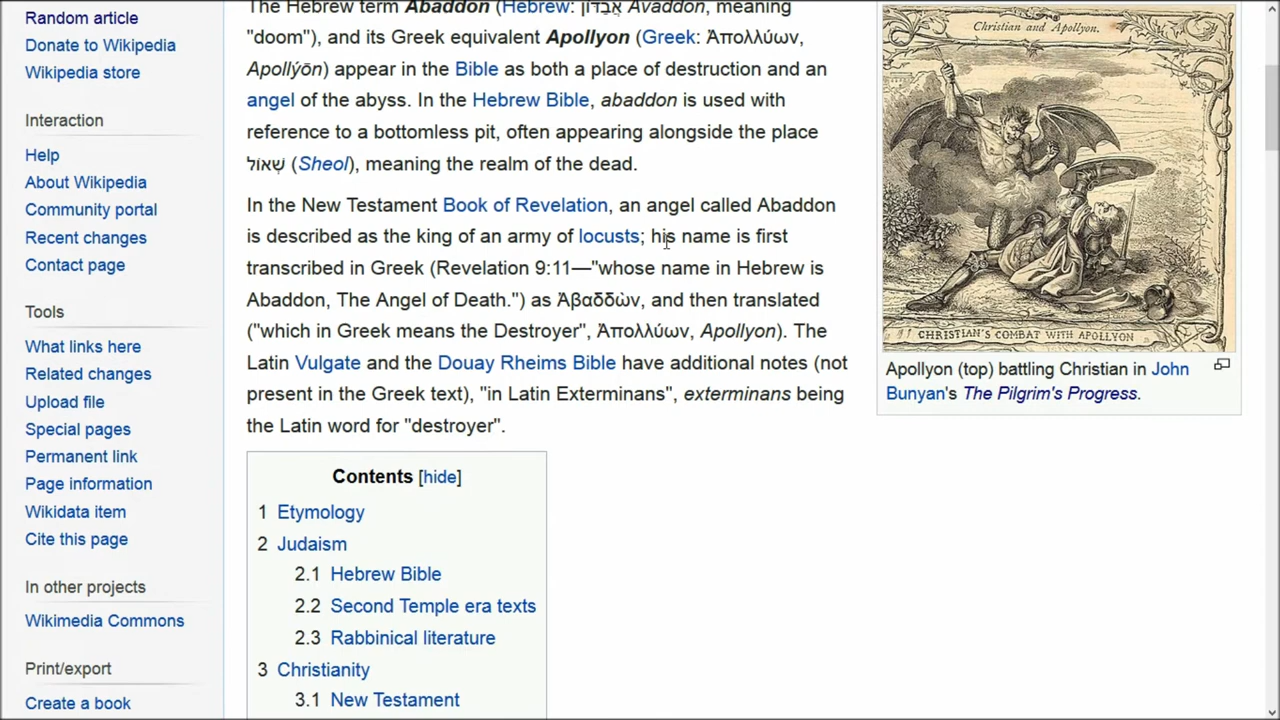 Random article
Donate to Wikipedia
Wikipedia store
Interaction
Help
About Wikipedia
Community portal
Recent changes
Contact page
Tools
What links here
Related changes
Upload file
Special pages
Permanent link
Page information
Wikidata item
Cite this page
In other projects
Wikimedia Commons
Print/export
Create a book
The Hebrew term Abaddon (Hebrew: אֲבַדּוֹן Avaddon, meaning
"doom"), and its Greek equivalent Apollyon (Greek: Ἀπολλύων,
Apollýōn) appear in the Bible as both a place of destruction and an
angel of the abyss. In the Hebrew Bible, abaddon is used with
reference to a bottomless pit, often appearing alongside the place
שְׁאוֹל (Sheol), meaning the realm of the dead.
In the New Testament Book of Revelation, an angel called Abaddon
is described as the king of an army of locusts; his name is first
transcribed in Greek (Revelation 9:11—"whose name in Hebrew is
Abaddon, The Angel of Death.") as Ἀβαδδὼν, and then translated
("which in Greek means the Destroyer", Ἀπολλύων, Apollyon). The
Latin Vulgate and the Douay Rheims Bible have additional notes (not
present in the Greek text), "in Latin Exterminans", exterminans being
the Latin word for "destroyer".
Contents [hide]
1 Etymology
2 Judaism
2.1 Hebrew Bible
2.2 Second Temple era texts
2.3 Rabbinical literature
3 Christianity
3.1 New Testament
Christian and Apollyon.
CHRISTIAN'S COMBAT WITH APOLLYON
Apollyon (top) battling Christian in John
Bunyan's The Pilgrim's Progress.